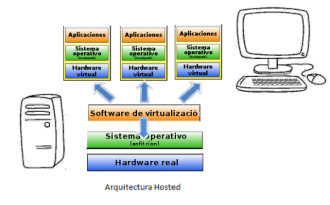 Aplicaciones Aplicaciones Aplicaciones
Sistema Sistema Sistema
operativo operativo operativo
Hardware Hardware Hardware
virtual virtual virtual
Software de virtualizació
Sistema operativo
(anfitrion)
Hardware real
Arquitectura Hosted